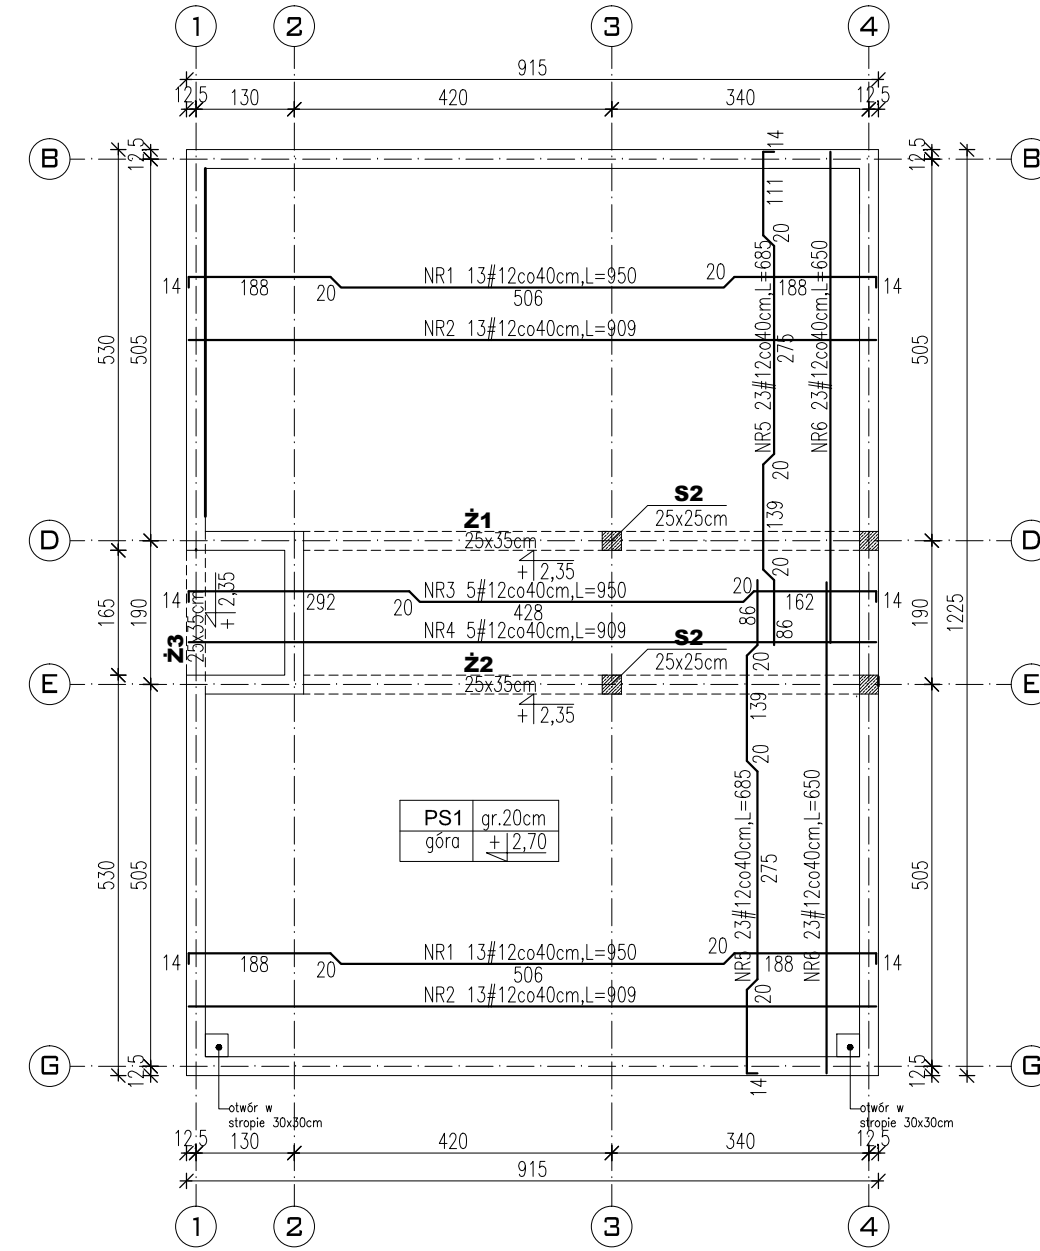 1 2 3 4
915
12,5 130 420 340 12,5
B B
12,5 12,5
14
111
20
NR1 13#12co40cm,L=950
14 188 20 506 20 188 14
NR2 13#12co40cm,L=909
NR5 23#12co40cm,L=685
275
NR6 23#12co40cm,L=650
530 505 505
20
139
20
86
S2
25x25cm
Ż1
25x35cm
D D
+2,35
NR3 5#12co40cm,L=950
14 292 20 428 20 162 14
NR4 5#12co40cm,L=909
165 190 190 1225
Ż3
25x35cm
+2,35
S2
25x25cm
Ż2
25x35cm
E E
+2,35
86
20
139
20
NR5 23#12co40cm,L=685
275
NR6 23#12co40cm,L=650
20
14
PS1 gr.20cm
góra +2,70
530 505 505
NR1 13#12co40cm,L=950
14 188 20 506 20 188 14
NR2 13#12co40cm,L=909
G G
12,5 12,5
otwór w
stropie 30x30cm
otwór w
stropie 30x30cm
12,5 130 420 340 12,5
915
1 2 3 4